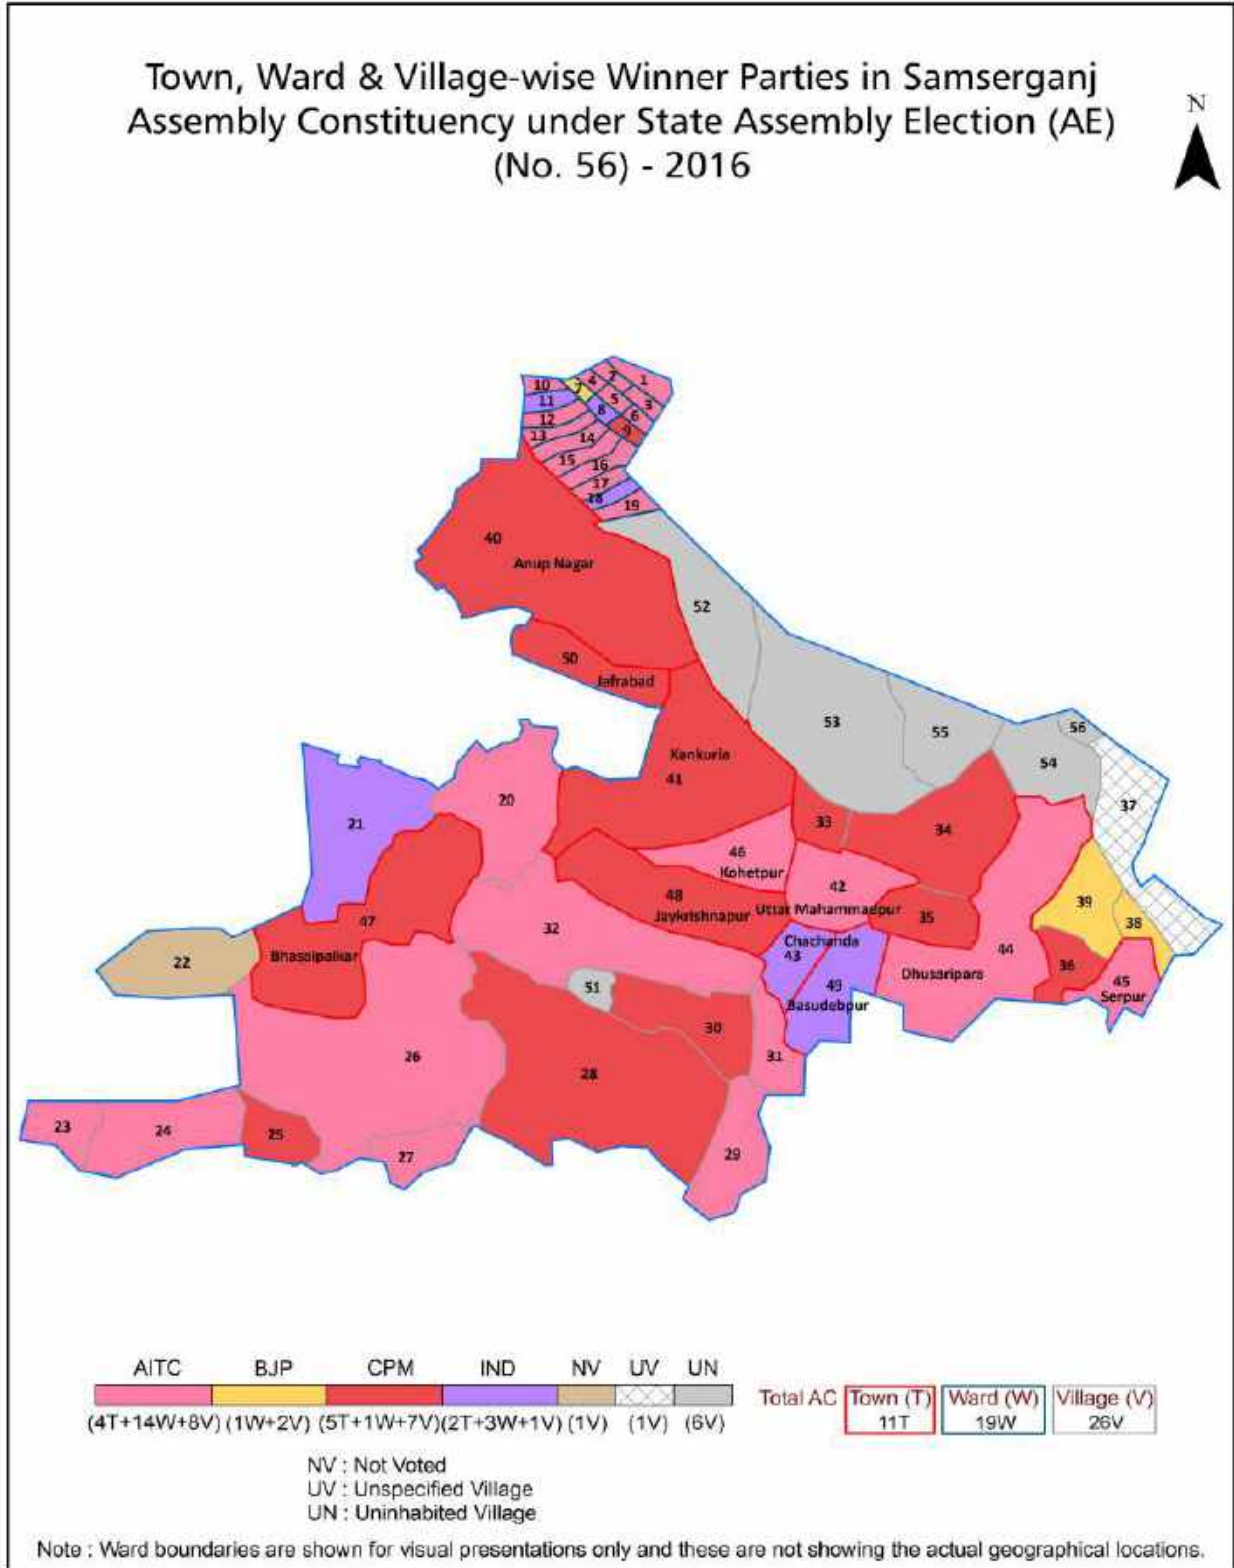 Town, Ward & Village-wise Winner Parties in Samserganj
Assembly Constituency under State Assembly Election (AE)
(No. 56) - 2016
N
10
7
4
2
1
11
8
5
3
12
6
13
14
9
15
16
17
18
19
40
Anup Nagar
52
50
Jafrabad
53
55
56
54
Kankuria
41
37
20
21
33
34
46
Kohetpur
42
48
Jaykrishnapur
Uttar Mahammadpur
35
39
38
47
32
Chachanda
43
44
22
Bhasaipaikar
49
Dhusaripara
36
45
Serpur
51
Basudebpur
30
26
31
28
23
24
25
27
29
AITC BJP CPM IND NV UV UN
(4T+14W+8V) (1W+2V) (5T+1W+7V) (2T+3W+1V) (1V) (1V) (6V)
Total AC Town (T) Ward (W) Village (V)
11T 19W 26V
NV : Not Voted
UV : Unspecified Village
UN : Uninhabited Village
Note : Ward boundaries are shown for visual presentations only and these are not showing the actual geographical locations.